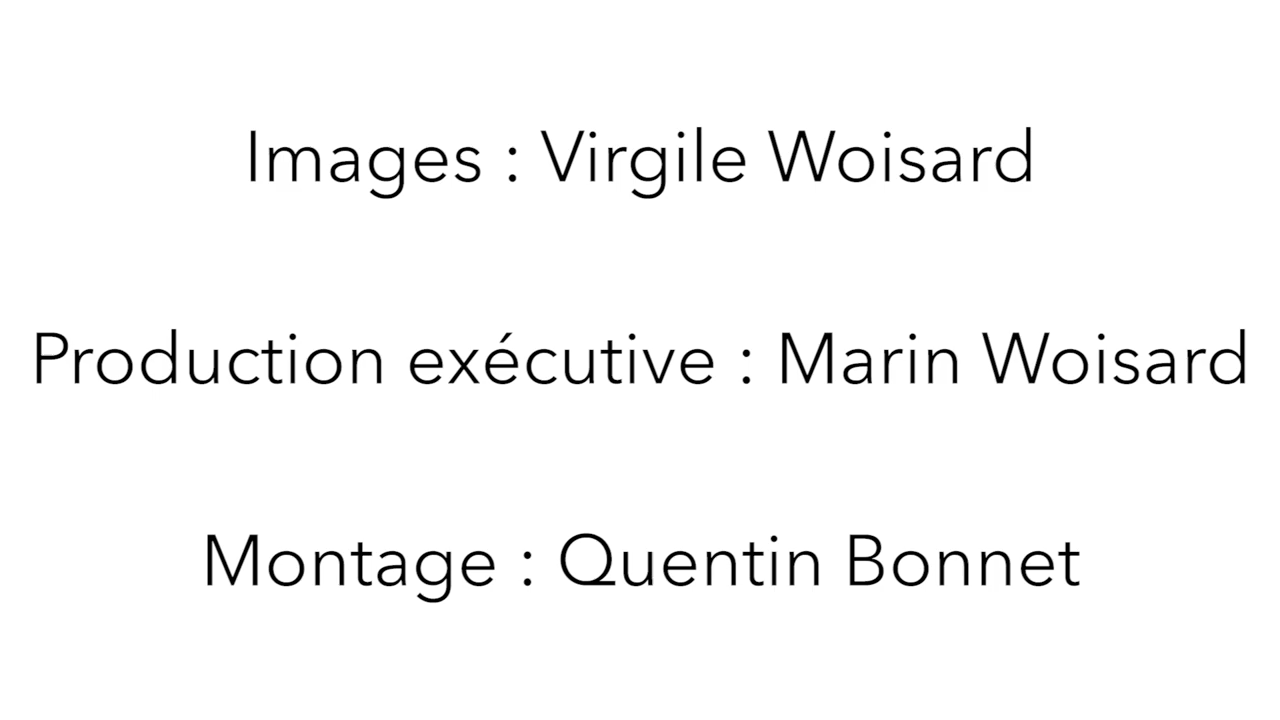 Images : Virgile Woisard
Production exécutive : Marin Woisard
Montage : Quentin Bonnet